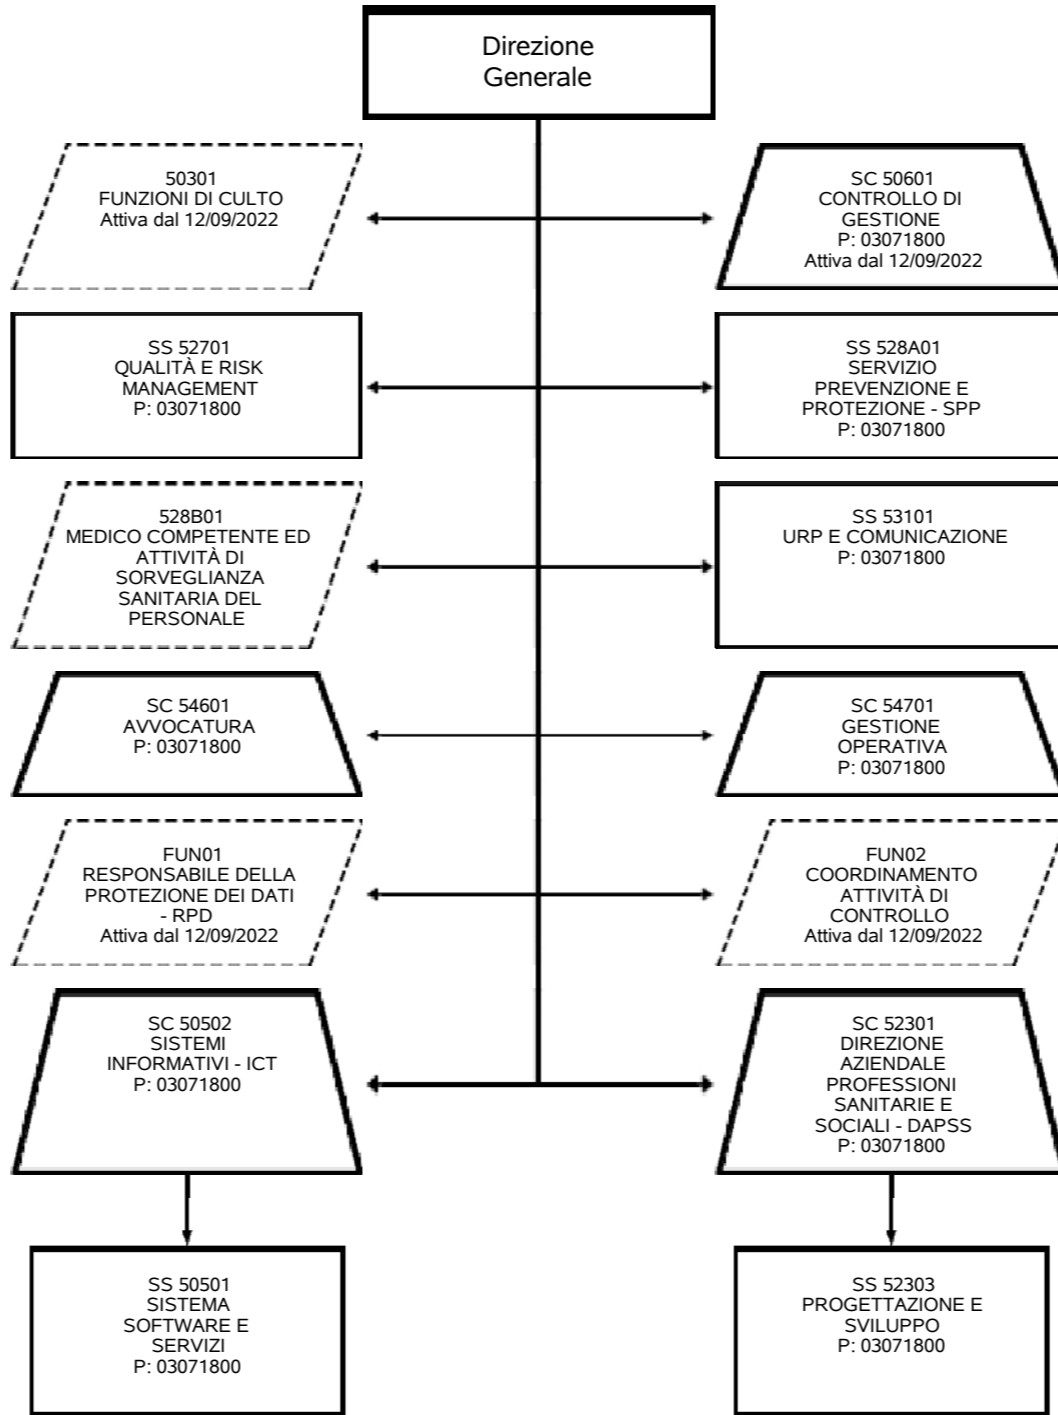 Direzione
Generale
50301
FUNZIONI DI CULTO
Attiva dal 12/09/2022
SC 50601
CONTROLLO DI
GESTIONE
P: 03071800
Attiva dal 12/09/2022
SS 52701
QUALITÀ E RISK
MANAGEMENT
P: 03071800
SS 528A01
SERVIZIO
PREVENZIONE E
PROTEZIONE - SPP
P: 03071800
528B01
MEDICO COMPETENTE ED
ATTIVITÀ DI
SORVEGLIANZA
SANITARIA DEL
PERSONALE
SS 53101
URP E COMUNICAZIONE
P: 03071800
SC 54601
AVVOCATURA
P: 03071800
SC 54701
GESTIONE
OPERATIVA
P: 03071800
FUN01
RESPONSABILE DELLA
PROTEZIONE DEI DATI
- RPD
Attiva dal 12/09/2022
FUN02
COORDINAMENTO
ATTIVITÀ DI
CONTROLLO
Attiva dal 12/09/2022
SC 50502
SISTEMI
INFORMATIVI - ICT
P: 03071800
SC 52301
DIREZIONE
AZIENDALE
PROFESSIONI
SANITARIE E
SOCIALI - DAPSS
P: 03071800
SS 50501
SISTEMA
SOFTWARE E
SERVIZI
P: 03071800
SS 52303
PROGETTAZIONE E
SVILUPPO
P: 03071800